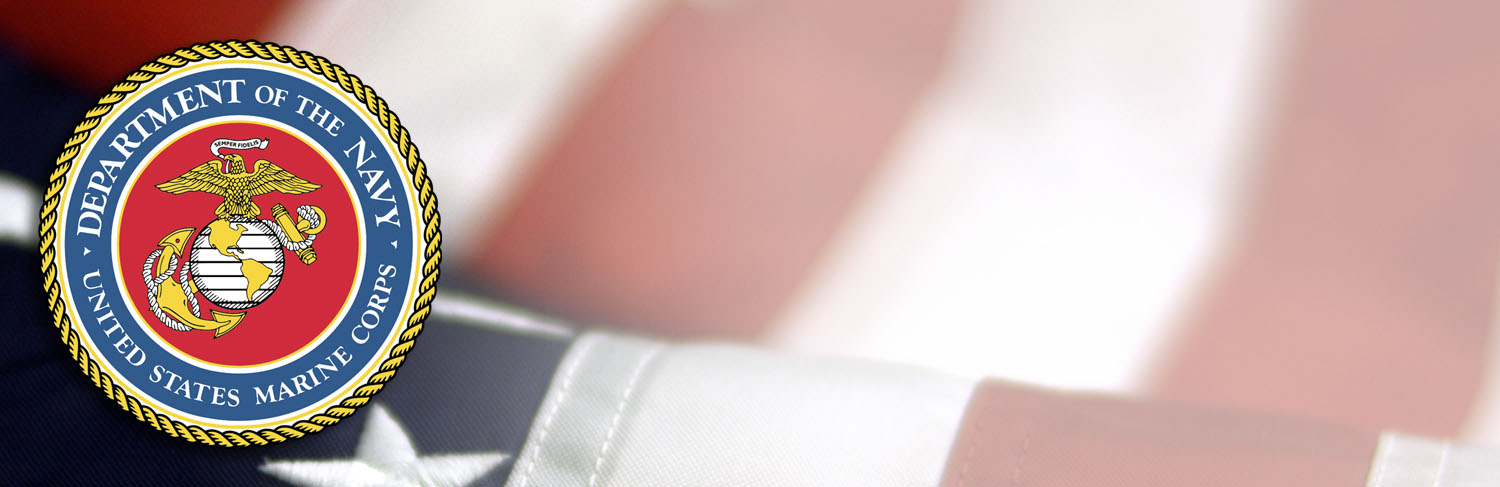 DEPARTMENT OF THE NAVY
UNITED STATES MARINE CORPS
SEMPER FIDELIS